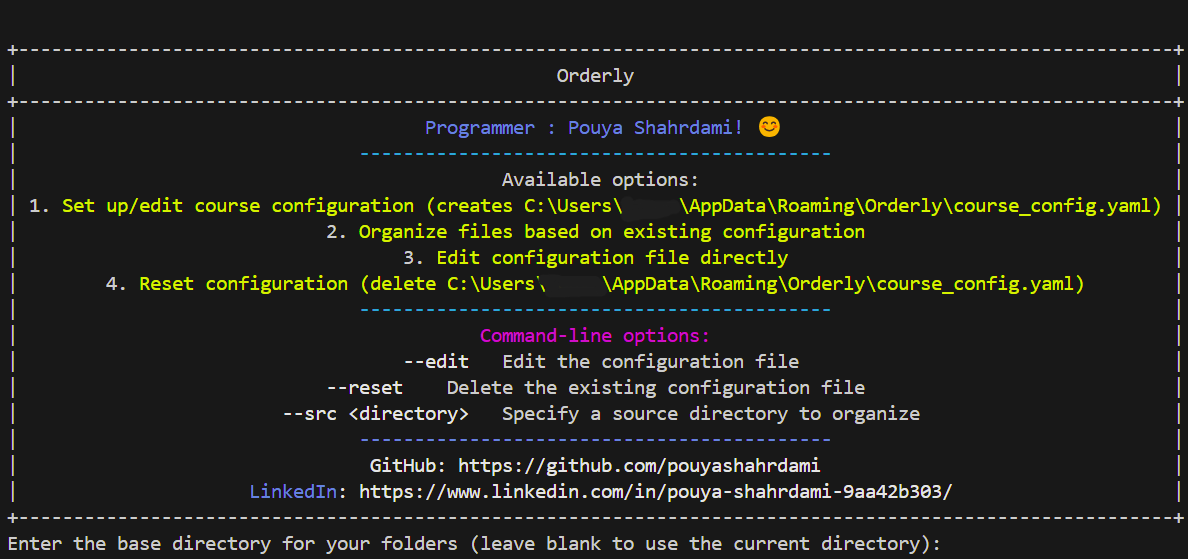 Orderly
Programmer : Pouya Shahrdami! 😊
Available options:
1. Set up/edit course configuration (creates C:\Users\ \AppData\Roaming\Orderly\course_config.yaml)
2. Organize files based on existing configuration
3. Edit configuration file directly
4. Reset configuration (delete C:\Users\ \AppData\Roaming\Orderly\course_config.yaml)
Command-line options:
--edit Edit the configuration file
--reset Delete the existing configuration file
--src <directory> Specify a source directory to organize
GitHub: https://github.com/pouyashahrdami
LinkedIn: https://www.linkedin.com/in/pouya-shahrdami-9aa42b303/
Enter the base directory for your folders (leave blank to use the current directory):